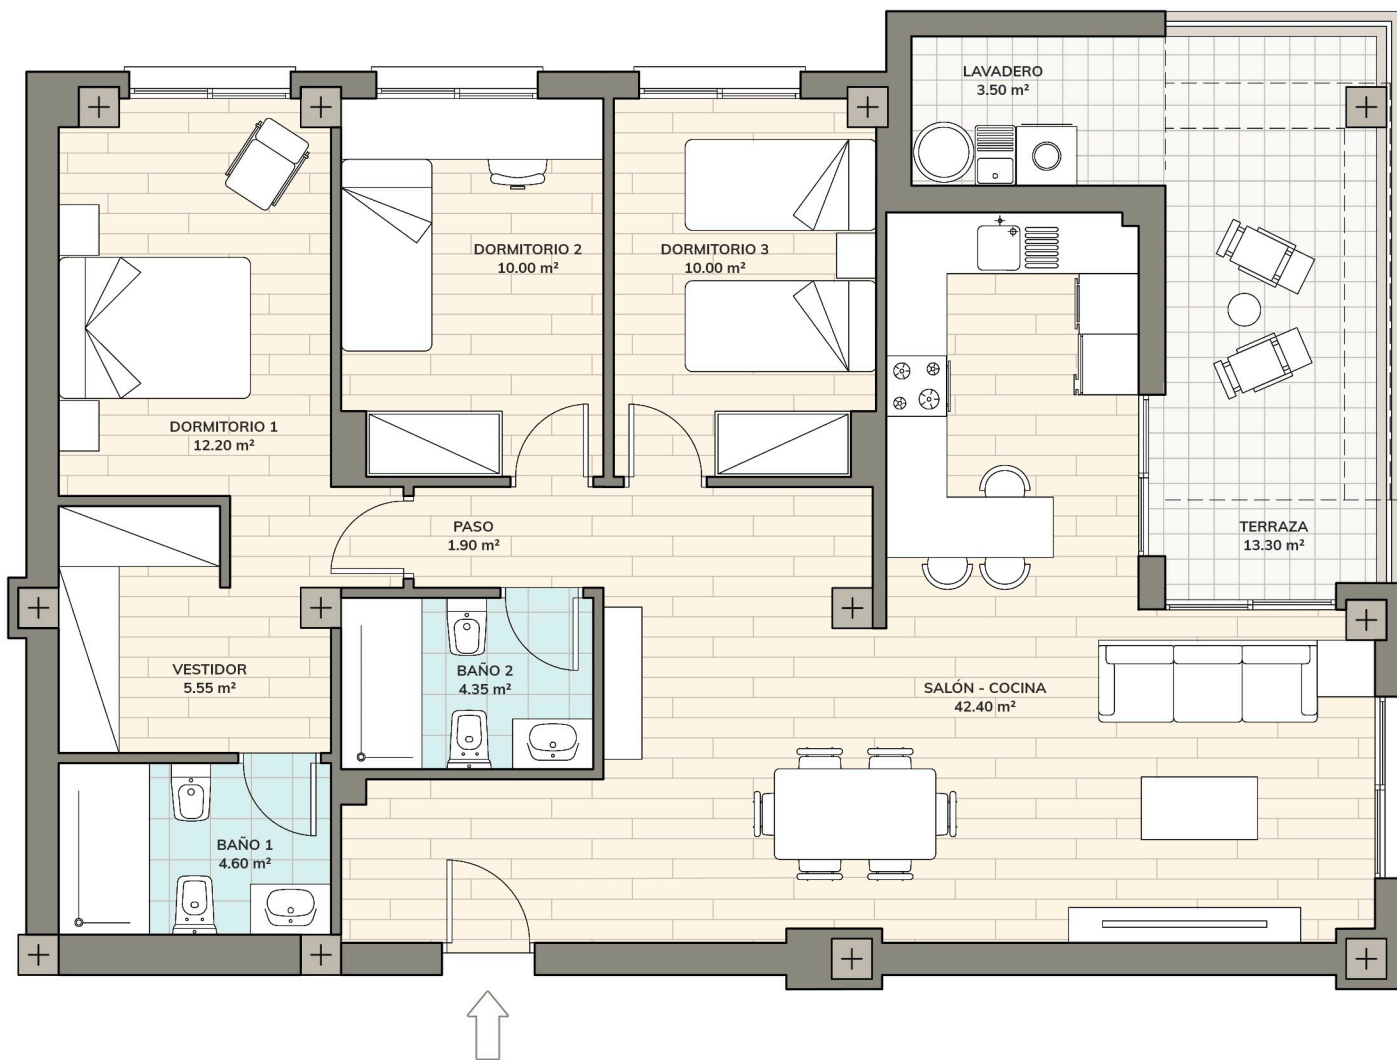 LAVADERO
3.50 m²
DORMITORIO 2
10.00 m²
DORMITORIO 3
10.00 m²
DORMITORIO 1
12.20 m²
PASO
1.90 m²
TERRAZA
13.30 m²
VESTIDOR
5.55 m²
BAÑO 2
4.35 m²
SALÓN - COCINA
42.40 m²
BAÑO 1
4.60 m²